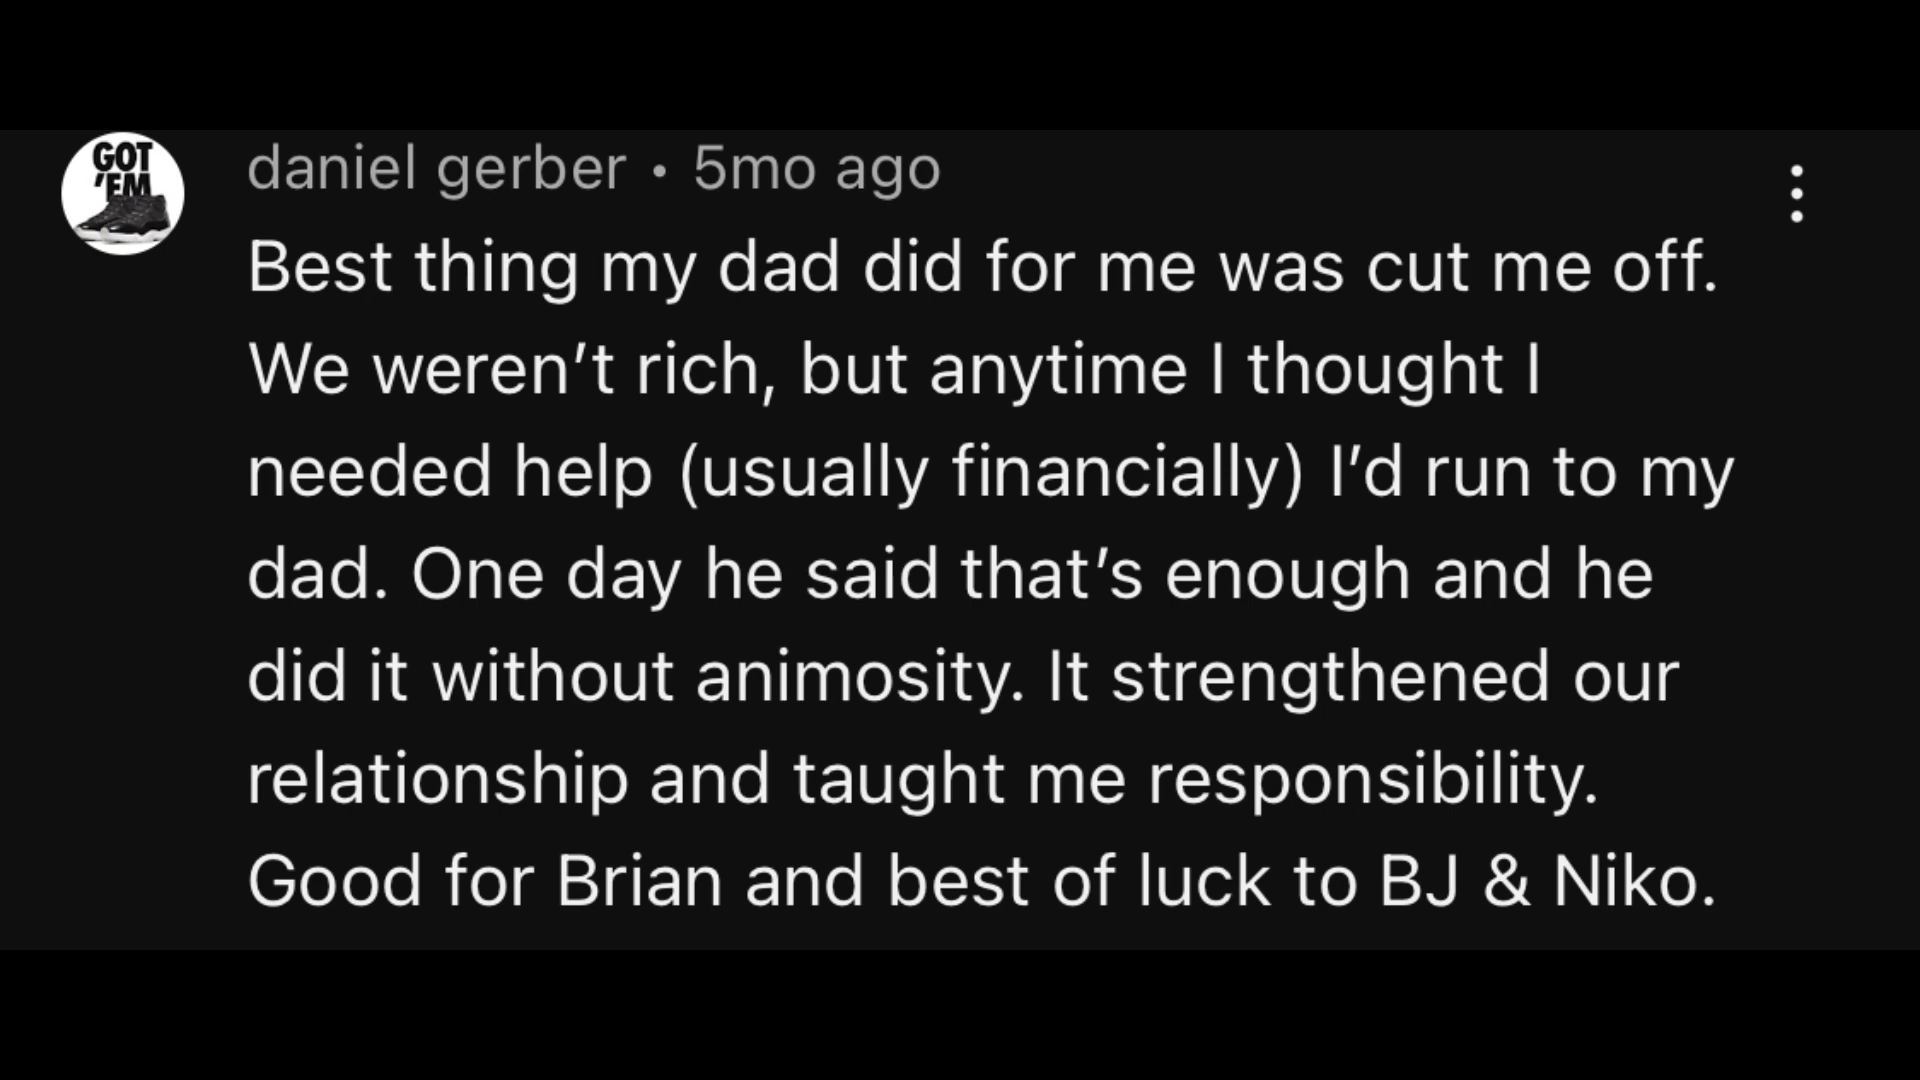 GOT
'EM
daniel gerber • 5mo ago
Best thing my dad did for me was cut me off.
We weren’t rich, but anytime I thought I
needed help (usually financially) I’d run to my
dad. One day he said that’s enough and he
did it without animosity. It strengthened our
relationship and taught me responsibility.
Good for Brian and best of luck to BJ & Niko.